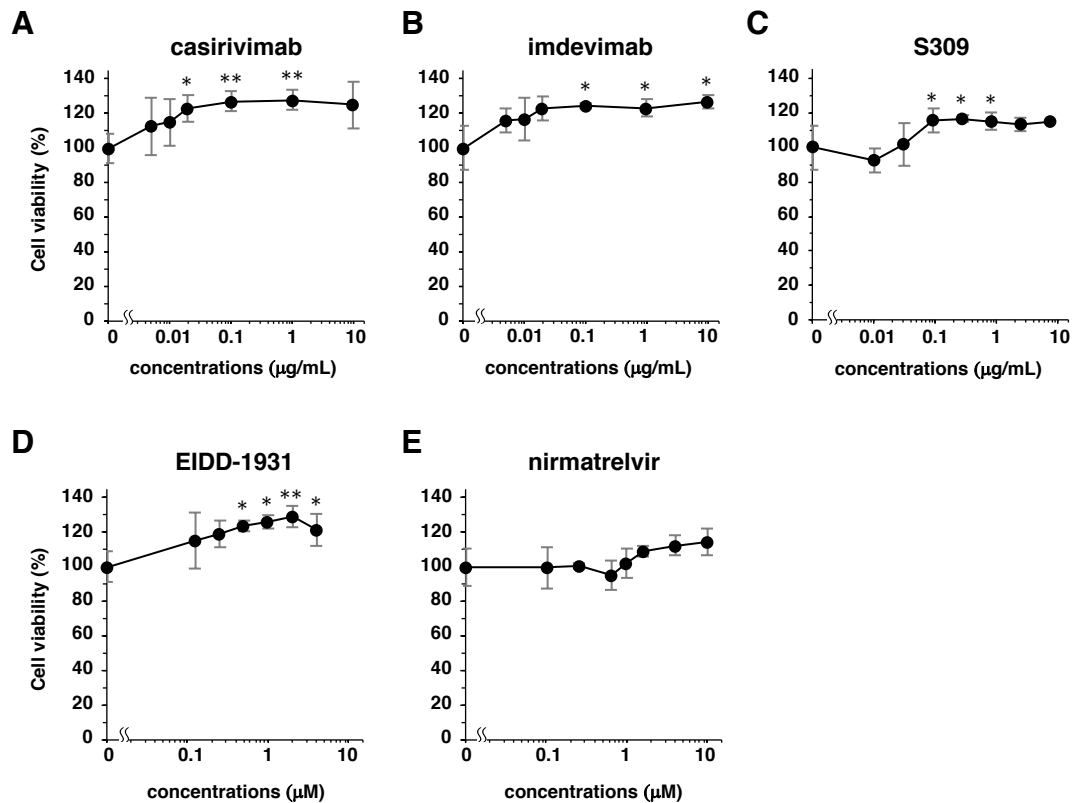 A
casirivimab
Cell viability (%)
140
120
100
80
60
40
20
0
* ** **
0 0.01 0.1 1 10
concentrations (μg/mL)
B
imdevimab
140
120
100
80
60
40
20
0
* * *
0 0.01 0.1 1 10
concentrations (μg/mL)
C
S309
140
120
100
80
60
40
20
0
* * *
0 0.01 0.1 1 10
concentrations (μg/mL)
D
EIDD-1931
Cell viability (%)
140
120
100
80
60
40
20
0
* * ** *
0 0.1 1 10
concentrations (μM)
E
nirmatrelvir
140
120
100
80
60
40
20
0
0 0.1 1 10
concentrations (μM)